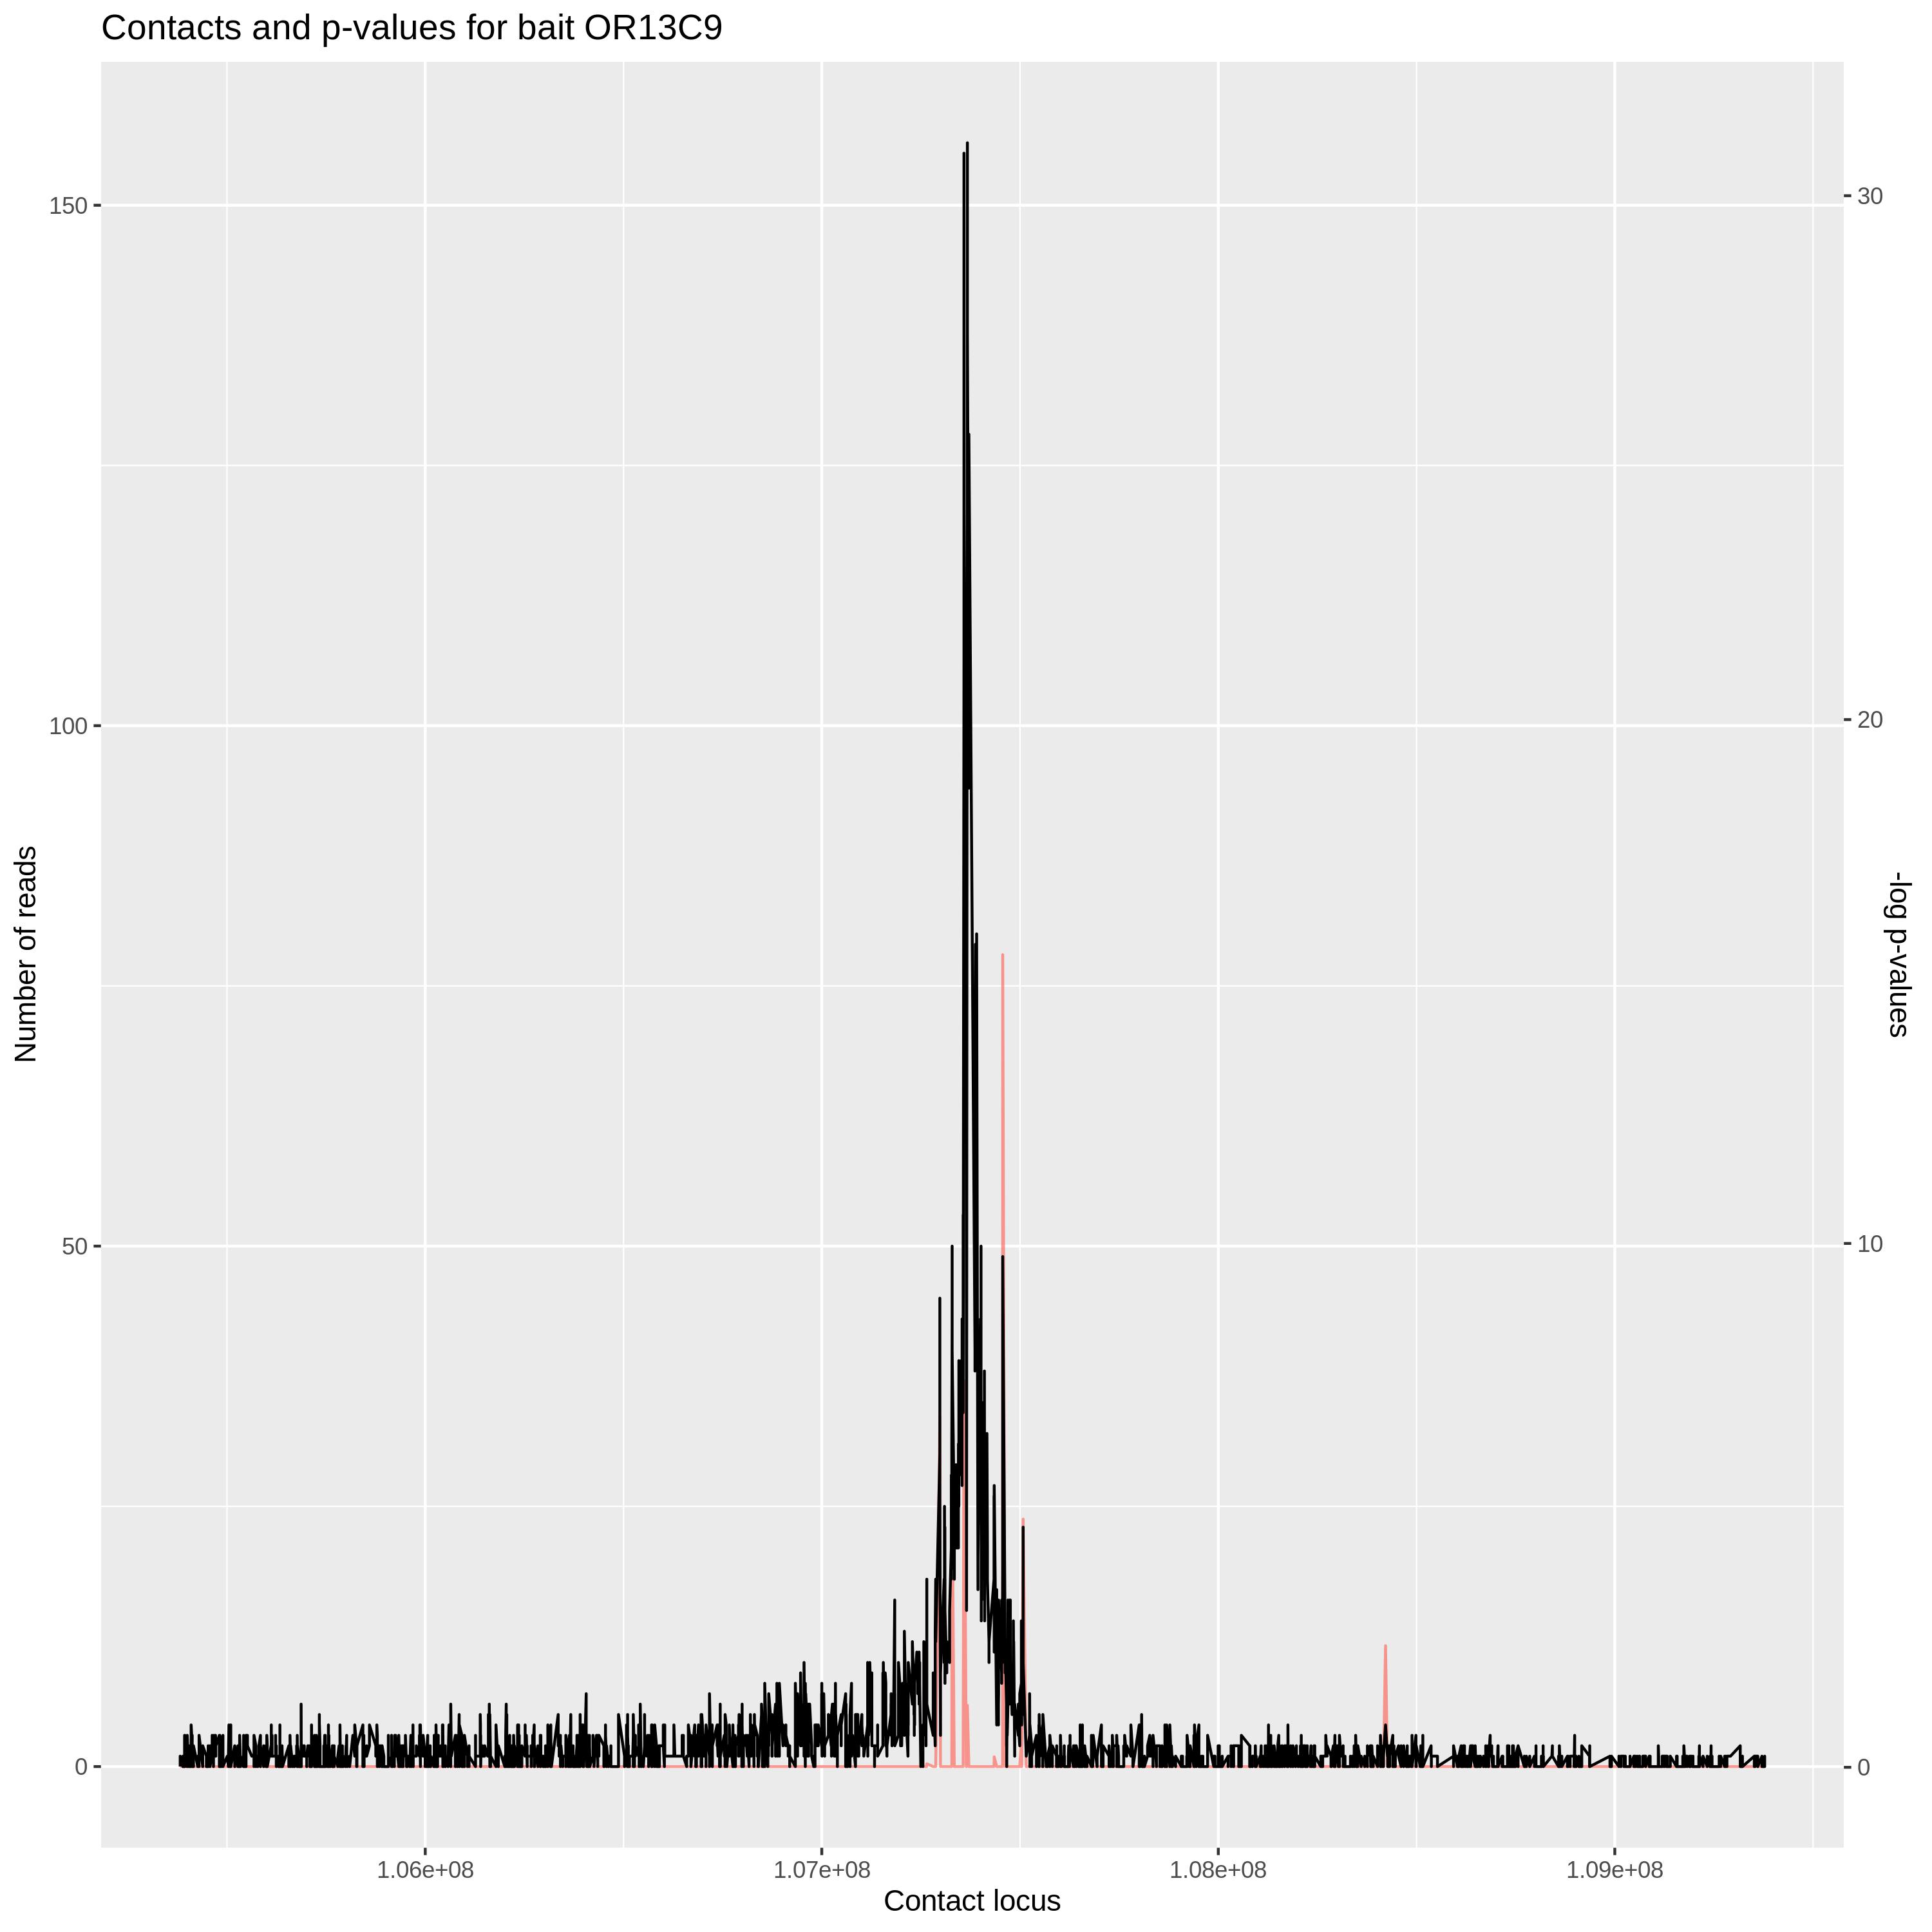 Contacts and p-values for bait OR13C9
150
100
50
0
Number of reads
30
20
10
0
-log p-values
1.06e+08
1.07e+08
1.08e+08
1.09e+08
Contact locus